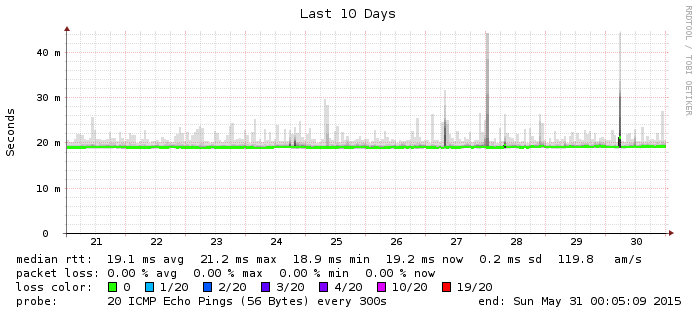 Last 10 Days
RRDTOOL / TOBI OETIKER
Seconds
40 m
30 m
20 m
10 m
0
21 22 23 24 25 26 27 28 29 30
median rtt: 19.1 ms avg 21.2 ms max 18.9 ms min 19.2 ms now 0.2 ms sd 119.8 am/s
packet loss: 0.00 % avg 0.00 % max 0.00 % min 0.00 % now
loss color: 0 1/20 2/20 3/20 4/20 10/20 19/20
probe: 20 ICMP Echo Pings (56 Bytes) every 300s end: Sun May 31 00:05:09 2015